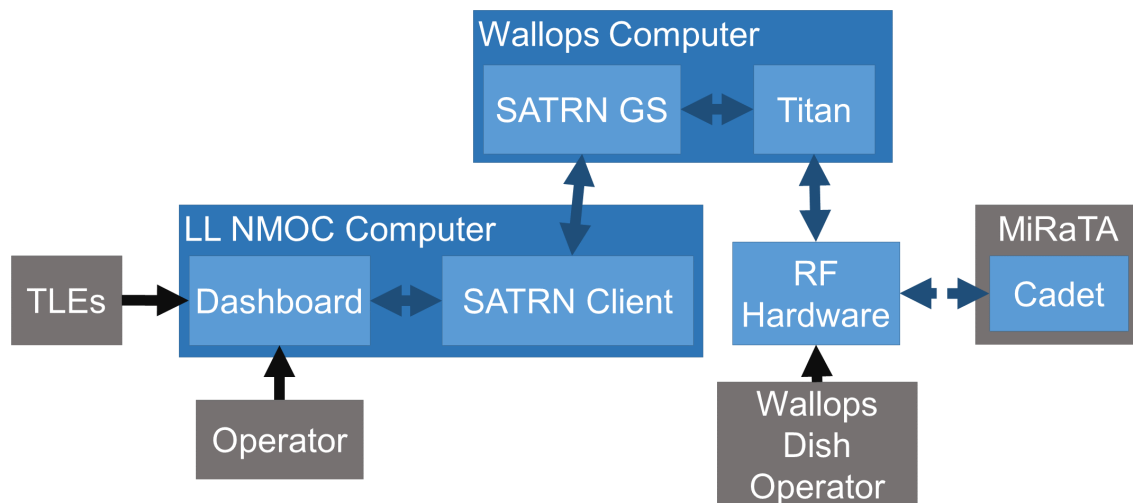 Wallops Computer
SATRN GS
Titan
LL NMOC Computer
MiRaTA
TLEs
Dashboard
SATRN Client
RF
Hardware
Cadet
Operator
Wallops
Dish
Operator